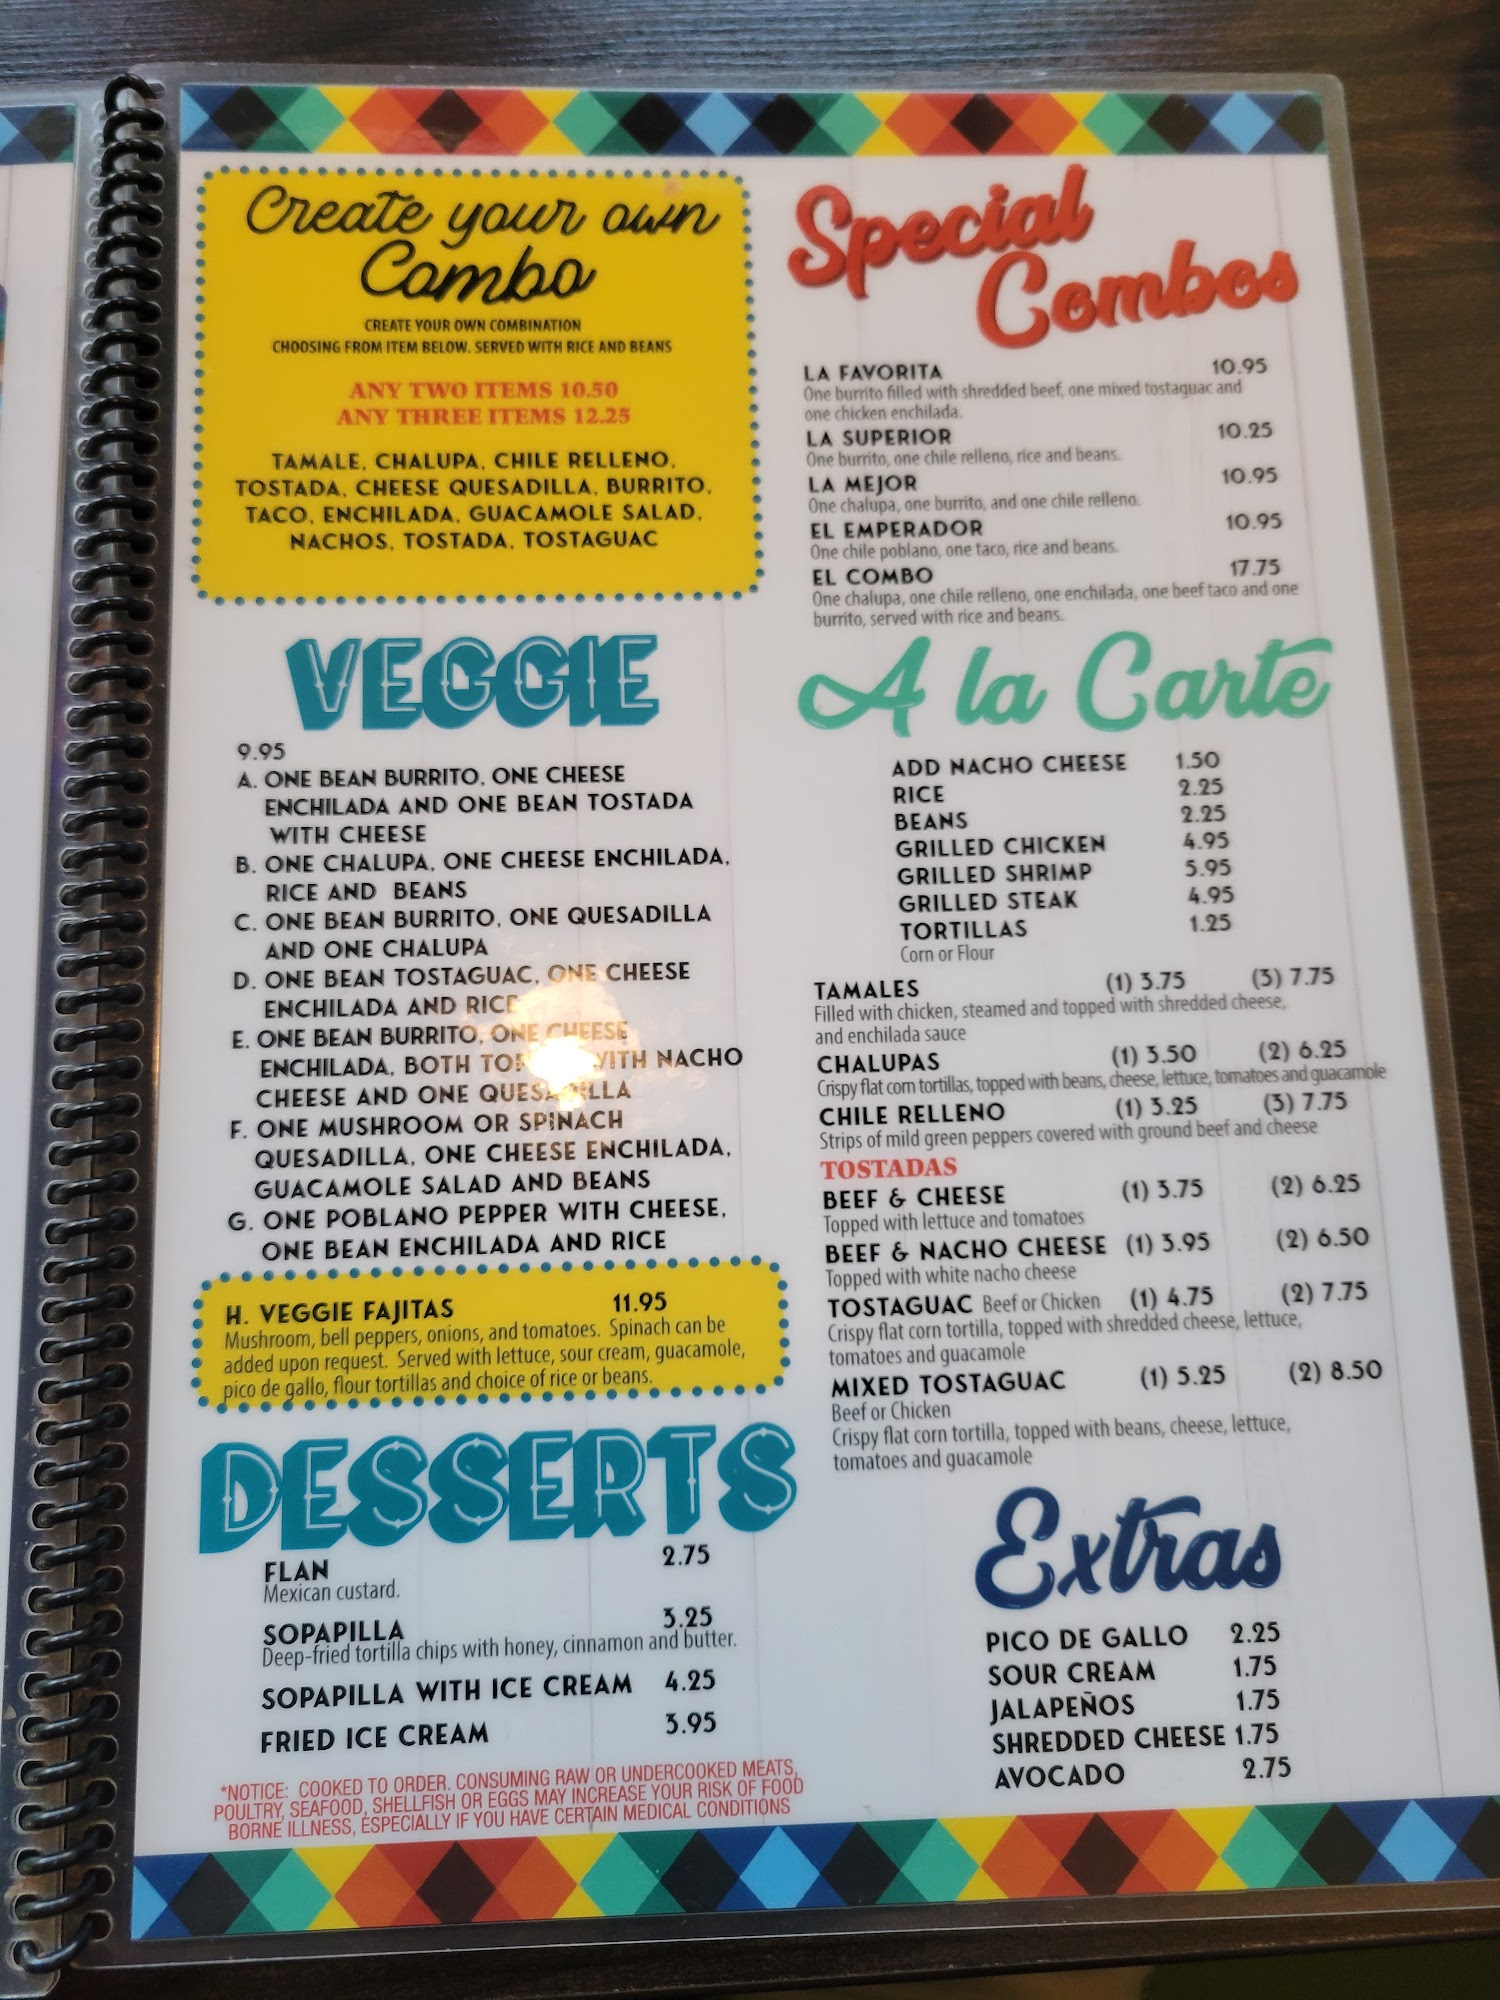 Create your own
Combo
CREATE YOUR OWN COMBINATION
CHOOSING FROM ITEM BELOW. SERVED WITH RICE AND BEANS
ANY TWO ITEMS 10.50
ANY THREE ITEMS 12.25
TAMALE, CHALUPA, CHILE RELLENO,
TOSTADA, CHEESE QUESADILLA, BURRITO,
TACO, ENCHILADA, GUACAMOLE SALAD,
NACHOS, TOSTADA, TOSTAGUAC
VEGGIE
9.95
A. ONE BEAN BURRITO, ONE CHEESE
ENCHILADA AND ONE BEAN TOSTADA
WITH CHEESE
B. ONE CHALUPA, ONE CHEESE ENCHILADA,
RICE AND BEANS
C. ONE BEAN BURRITO, ONE QUESADILLA
AND ONE CHALUPA
D. ONE BEAN TOSTAGUAC, ONE CHEESE
ENCHILADA AND RICE
E. ONE BEAN BURRITO, ONE CHEESE
ENCHILADA, BOTH WITH NACHO
CHEESE AND ONE QUESADILLA
F. ONE MUSHROOM OR SPINACH
QUESADILLA, ONE CHEESE ENCHILADA,
GUACAMOLE SALAD AND BEANS
G. ONE POBLANO PEPPER WITH CHEESE,
ONE BEAN ENCHILADA AND RICE
H. VEGGIE FAJITAS 11.95
Mushroom, bell peppers, onions, and tomatoes. Spinach can be
added upon request. Served with lettuce, sour cream, guacamole,
pico de gallo, flour tortillas and choice of rice or beans.
DESSERTS
FLAN 2.75
Mexican custard.
SOPAPILLA 3.25
Deep-fried tortilla chips with honey, cinnamon and butter.
SOPAPILLA WITH ICE CREAM 4.25
FRIED ICE CREAM 3.95
*NOTICE: COOKED TO ORDER. CONSUMING RAW OR UNDERCOOKED MEATS,
POULTRY, SEAFOOD, SHELLFISH OR EGGS MAY INCREASE YOUR RISK OF FOOD
BORNE ILLNESS, ESPECIALLY IF YOU HAVE CERTAIN MEDICAL CONDITIONS
Special
Combos
LA FAVORITA 10.95
One burrito filled with shredded beef, one mixed tostaguac and
one chicken enchilada.
LA SUPERIOR 10.25
One burrito, one chile relleno, rice and beans.
LA MEJOR 10.95
One chalupa, one burrito, and one chile relleno.
EL EMPERADOR 10.95
One chile poblano, one taco, rice and beans.
EL COMBO 17.75
One chalupa, one chile relleno, one enchilada, one beef taco and one
burrito, served with rice and beans.
A la Carte
ADD NACHO CHEESE 1.50
RICE 2.25
BEANS 2.25
GRILLED CHICKEN 4.95
GRILLED SHRIMP 5.95
GRILLED STEAK 4.95
TORTILLAS 1.25
Corn or Flour
TAMALES (1) 3.75 (3) 7.75
Filled with chicken, steamed and topped with shredded cheese,
and enchilada sauce
CHALUPAS (1) 3.50 (2) 6.25
Crispy flat corn tortillas, topped with beans, cheese, lettuce, tomatoes and guacamole
CHILE RELLENO (1) 3.25 (3) 7.75
Strips of mild green peppers covered with ground beef and cheese
TOSTADAS
BEEF & CHEESE (1) 3.75 (2) 6.25
Topped with lettuce and tomatoes
BEEF & NACHO CHEESE (1) 3.95 (2) 6.50
Topped with white nacho cheese
TOSTAGUAC Beef or Chicken (1) 4.75 (2) 7.75
Crispy flat corn tortilla, topped with shredded cheese, lettuce,
tomatoes and guacamole
MIXED TOSTAGUAC (1) 5.25 (2) 8.50
Beef or Chicken
Crispy flat corn tortilla, topped with beans, cheese, lettuce,
tomatoes and guacamole
Extras
PICO DE GALLO 2.25
SOUR CREAM 1.75
JALAPEÑOS 1.75
SHREDDED CHEESE 1.75
AVOCADO 2.75